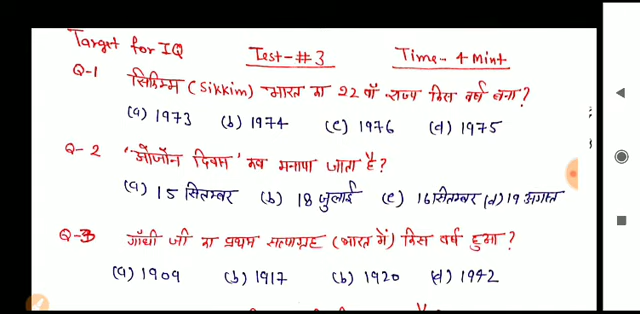 Target for IQ Test-#3 Time- 4 Mint
Q-1 सिक्किम (Sikkim) भारत का 22 वाँ राज्य किस वर्ष बना?
(a) 1973 (b) 1974 (c) 1976 (d) 1975
Q-2 'ओजोन दिवस' कब मनाया जाता है?
(a) 15 सितम्बर (b) 18 जुलाई (c) 16 सितम्बर (d) 19 अगस्त
Q-3 गाँधी जी का प्रथम सत्याग्रह (भारत में) किस वर्ष हुआ?
(a) 1909 (b) 1917 (b) 1920 (d) 1942